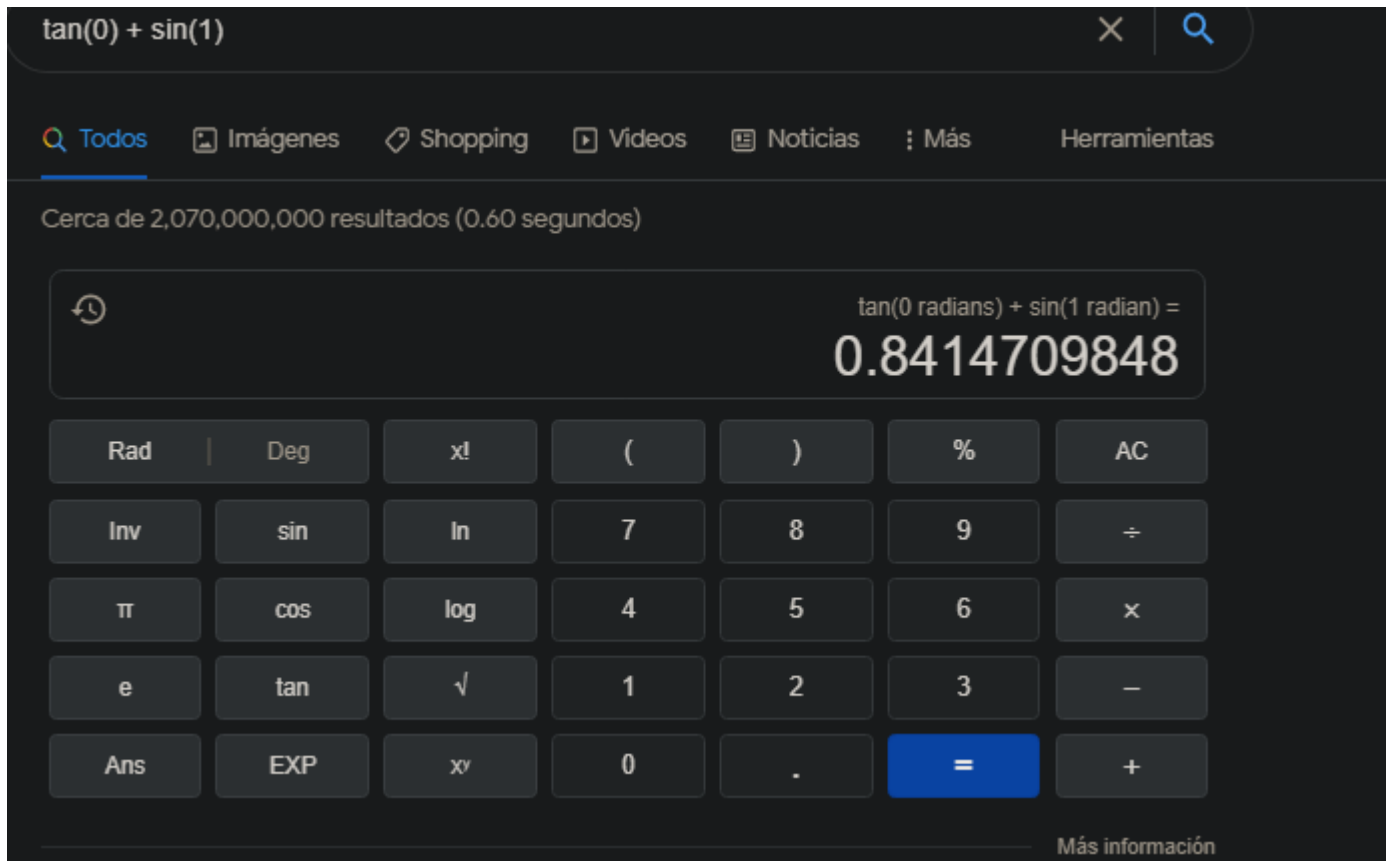 tan(0) + sin(1)
Todos Imágenes Shopping Videos Noticias Más Herramientas
Cerca de 2,070,000,000 resultados (0.60 segundos)
tan(0 radians) + sin(1 radian) =
0.8414709848
Rad | Deg x! ( ) % AC
Inv sin ln 7 8 9 ÷
π cos log 4 5 6 ×
e tan √ 1 2 3 −
Ans EXP xʸ 0 . = +
Más información